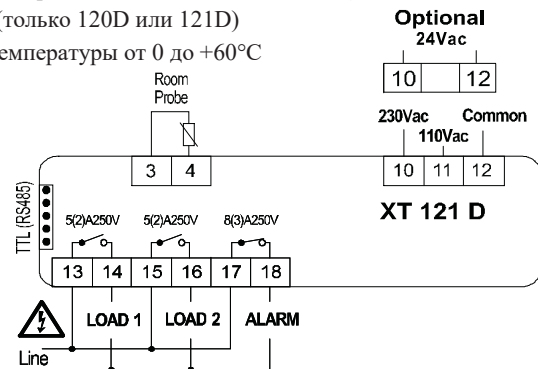 (только 120D или 121D)
емпературы от 0 до +60°C
Optional
24Vac
10 12
Room
Probe
230Vac Common
110Vac
3 4
10 11 12
XT 121 D
TTL (RS485)
5(2)A250V 5(2)A250V 8(3)A250V
13 14 15 16 17 18
LOAD 1 LOAD 2 ALARM
Line